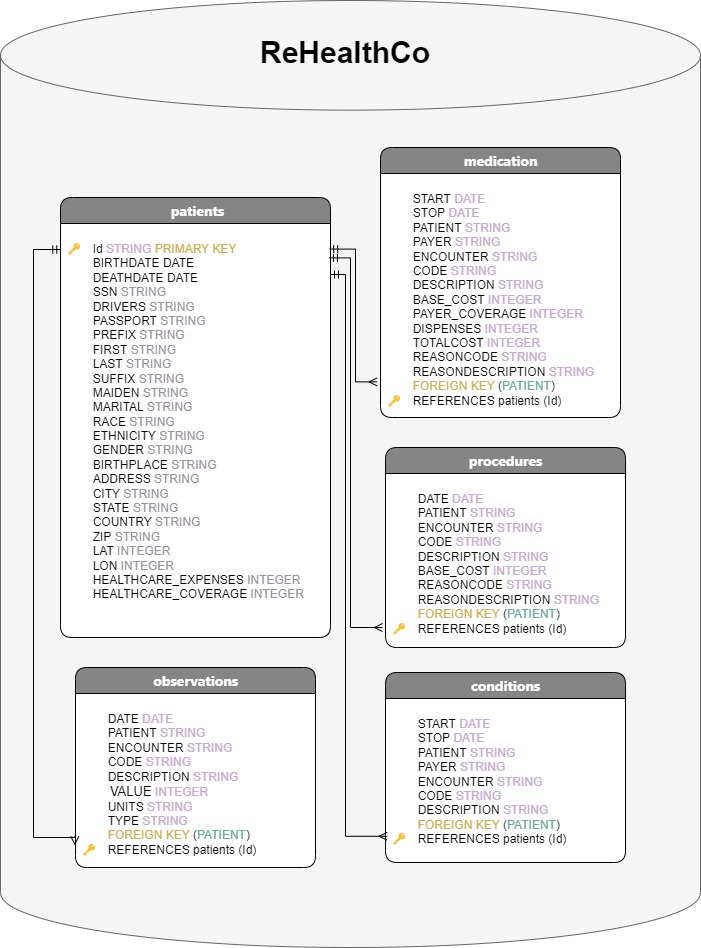 ReHealthCo
patients
Id STRING PRIMARY KEY
BIRTHDATE DATE
DEATHDATE DATE
SSN STRING
DRIVERS STRING
PASSPORT STRING
PREFIX STRING
FIRST STRING
LAST STRING
SUFFIX STRING
MAIDEN STRING
MARITAL STRING
RACE STRING
ETHNICITY STRING
GENDER STRING
BIRTHPLACE STRING
ADDRESS STRING
CITY STRING
STATE STRING
COUNTRY STRING
ZIP STRING
LAT INTEGER
LON INTEGER
HEALTHCARE_EXPENSES INTEGER
HEALTHCARE_COVERAGE INTEGER
medication
START DATE
STOP DATE
PATIENT STRING
PAYER STRING
ENCOUNTER STRING
CODE STRING
DESCRIPTION STRING
BASE_COST INTEGER
PAYER_COVERAGE INTEGER
DISPENSES INTEGER
TOTALCOST INTEGER
REASONCODE STRING
REASONDESCRIPTION STRING
FOREIGN KEY (PATIENT)
REFERENCES patients (Id)
procedures
DATE DATE
PATIENT STRING
ENCOUNTER STRING
CODE STRING
DESCRIPTION STRING
BASE_COST INTEGER
REASONCODE STRING
REASONDESCRIPTION STRING
FOREIGN KEY (PATIENT)
REFERENCES patients (Id)
observations
DATE DATE
PATIENT STRING
ENCOUNTER STRING
CODE STRING
DESCRIPTION STRING
VALUE INTEGER
UNITS STRING
TYPE STRING
FOREIGN KEY (PATIENT)
REFERENCES patients (Id)
conditions
START DATE
STOP DATE
PATIENT STRING
PAYER STRING
ENCOUNTER STRING
CODE STRING
DESCRIPTION STRING
FOREIGN KEY (PATIENT)
REFERENCES patients (Id)